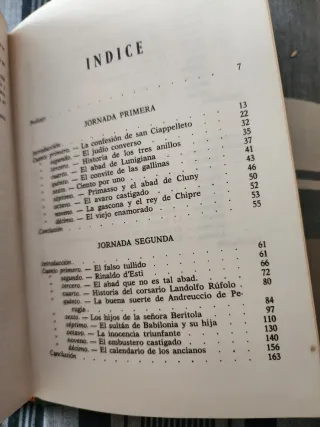 INDICE
Prólogo 7
JORNADA PRIMERA
Introducción 13
Cuento primero. — La confesión de san Ciappelleto 22
segundo. — El judío converso 32
tercero. — Historia de los tres anillos 37
cuarto. — El abad de Lunigiana 41
quinto. — El convite de las gallinas 43
sexto. — Ciento por uno 46
séptimo. — Primasso y el abad de Cluny 47
octavo. — El avaro castigado 50
noveno. — La gascona y el rey de Chipre 52
décimo. — El viejo enamorado 53
Conclusión 55
JORNADA SEGUNDA
Introducción 61
Cuento primero. — El falso tullido 61
segundo. — Rinaldo d'Esti 66
tercero. — El abad que no es tal abad. 72
cuarto. — Historia del corsario Landolfo Rúfolo 80
quinto. — La buena suerte de Andreuccio de Pe-
rugia 84
sexto. — Los hijos de la señora Beritola 97
séptimo. — El sultán de Babilonia y su hija 110
octavo. — La inocencia triunfante 130
noveno. — El embustero castigado 140
décimo. — El calendario de los ancianos 156
Conclusión 163